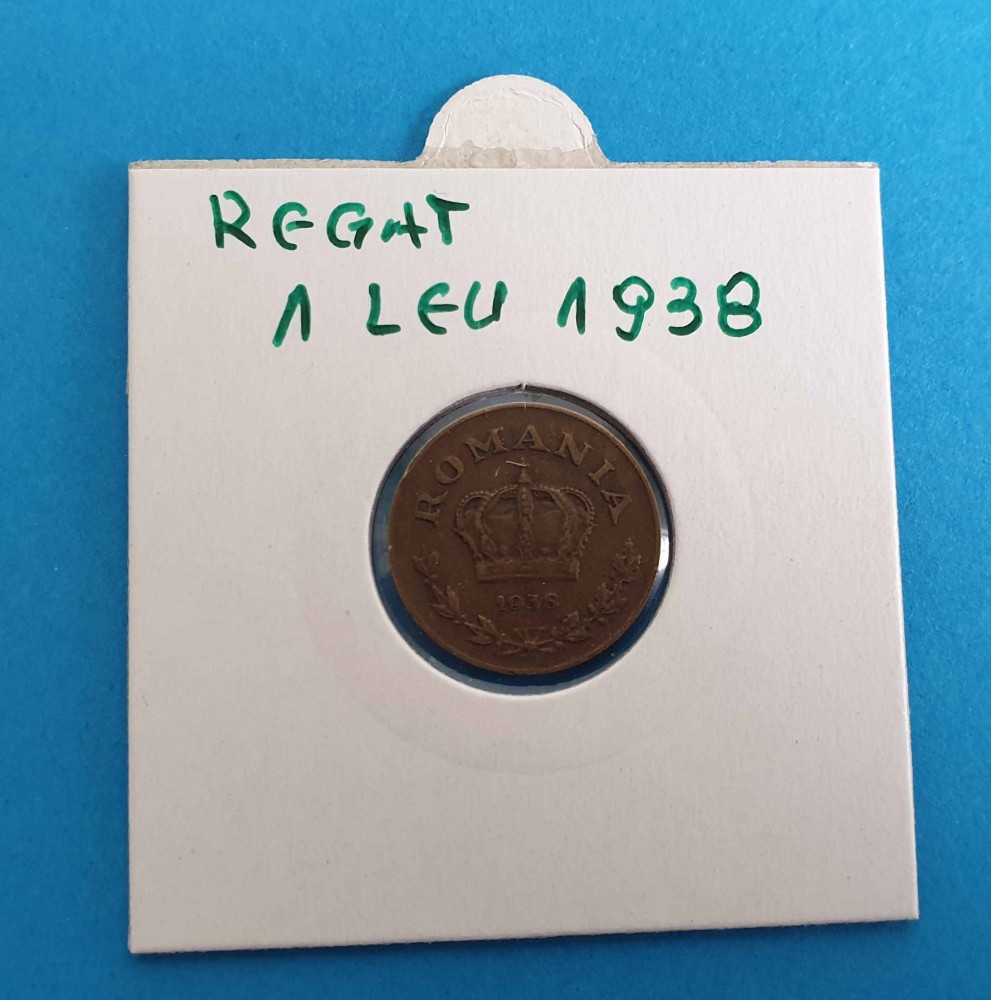 REGAT
1 LEU 1938
ROMANIA
1938